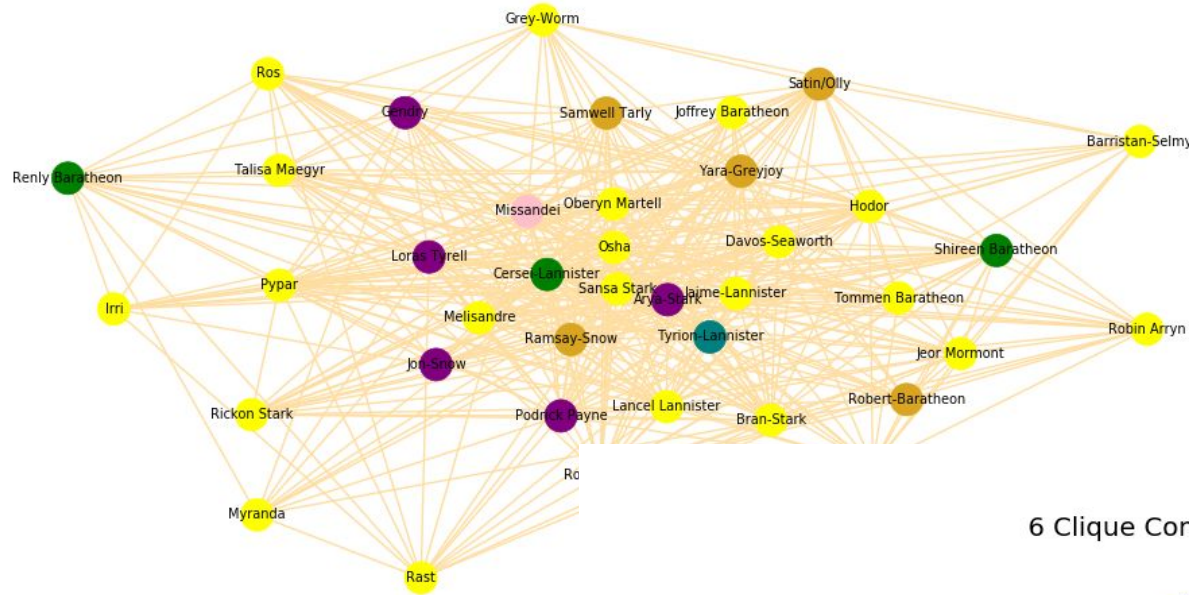 Grey-Worm
Ros
Satin/Olly
Gendry
Samwell Tarly
Joffrey Baratheon
Barristan-Selmy
Talisa Maegyr
Yara-Greyjoy
Renly Baratheon
Missandei
Oberyn Martell
Hodor
Davos-Seaworth
Osha
Shireen Baratheon
Loras Tyrell
Cersei-Lannister
Pypar
Sansa Stark
Arya-Stark
Jaime-Lannister
Tommen Baratheon
Irri
Melisandre
Robin Arryn
Ramsay-Snow
Tyrion-Lannister
Jeor Mormont
Jon-Snow
Robert-Baratheon
Rickon Stark
Podrick Payne
Lancel Lannister
Bran-Stark
Ro
Myranda
6 Clique Cor
Rast